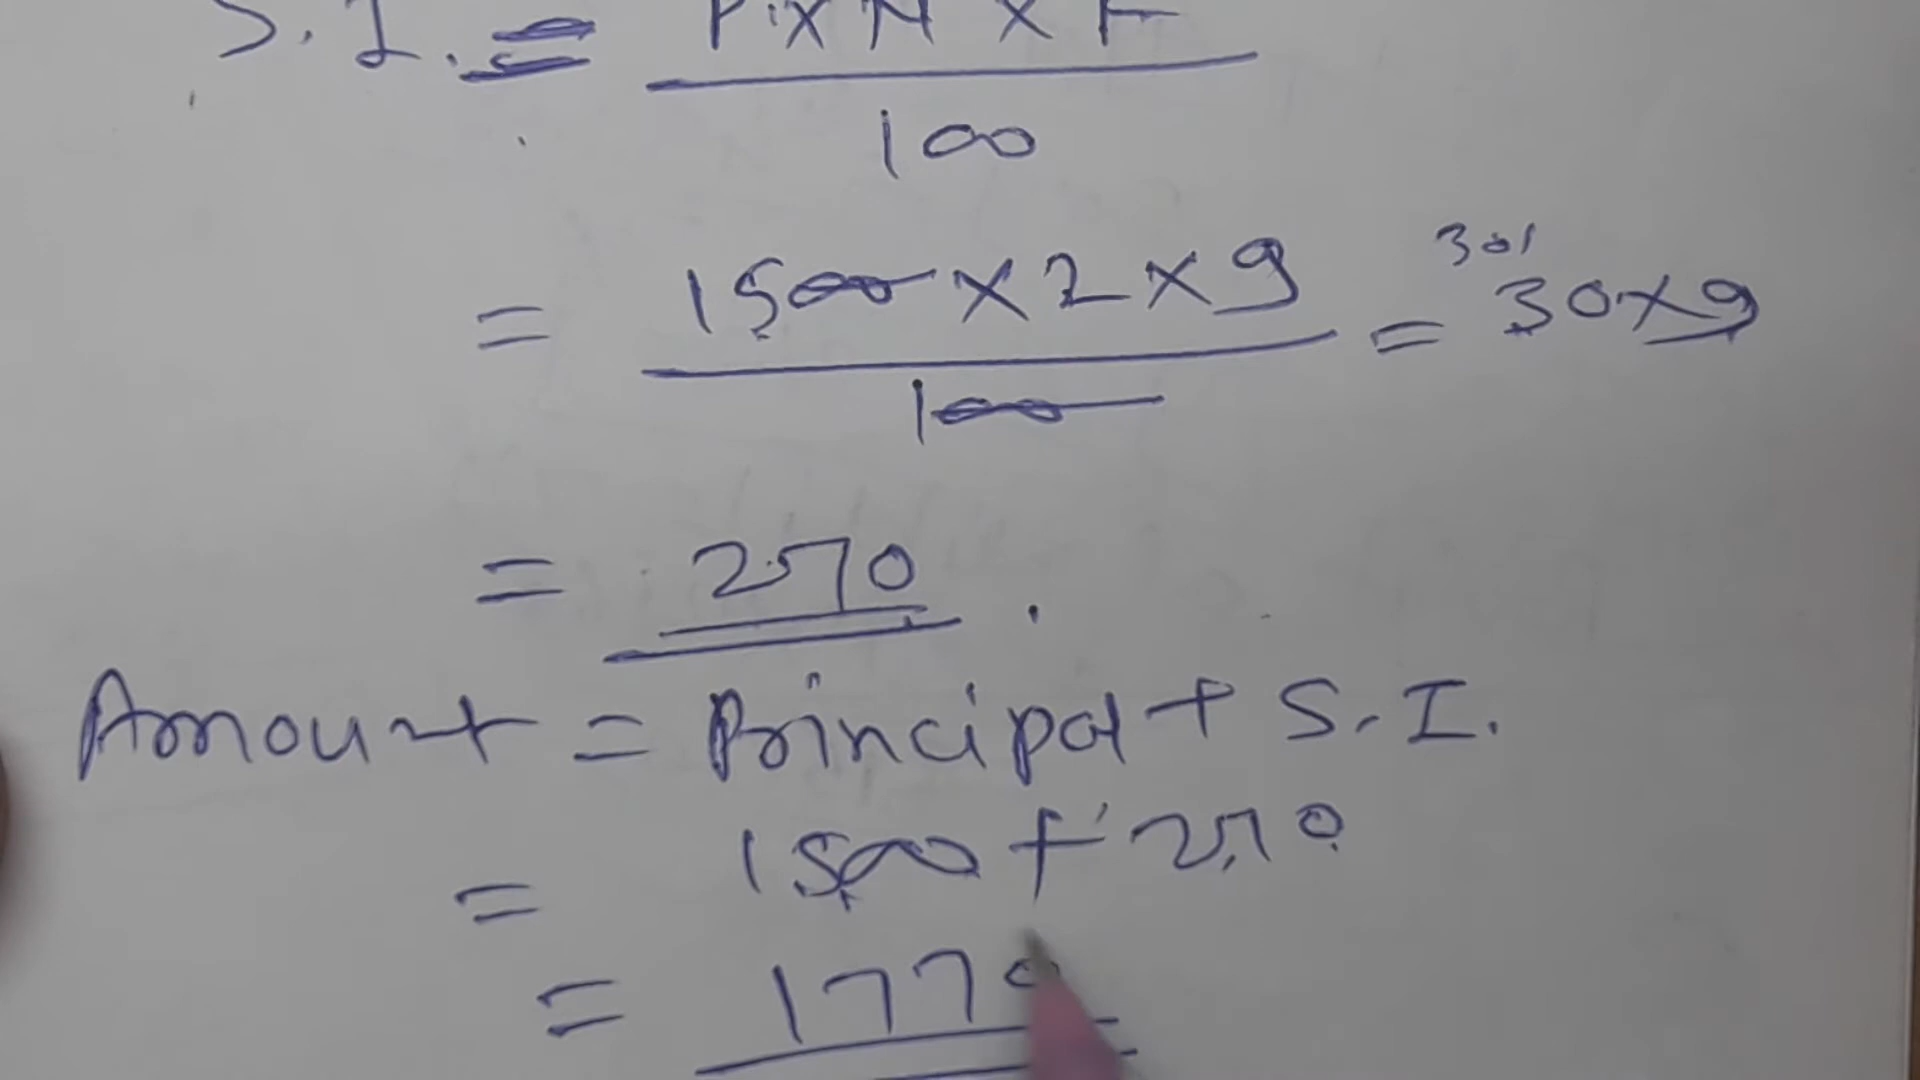 S.I. = P x N x r
100
= 1500 x 2 x 9 = 30 x 9
100
= 270
Amount = Principal + S.I.
= 1500 + 270
= 1770